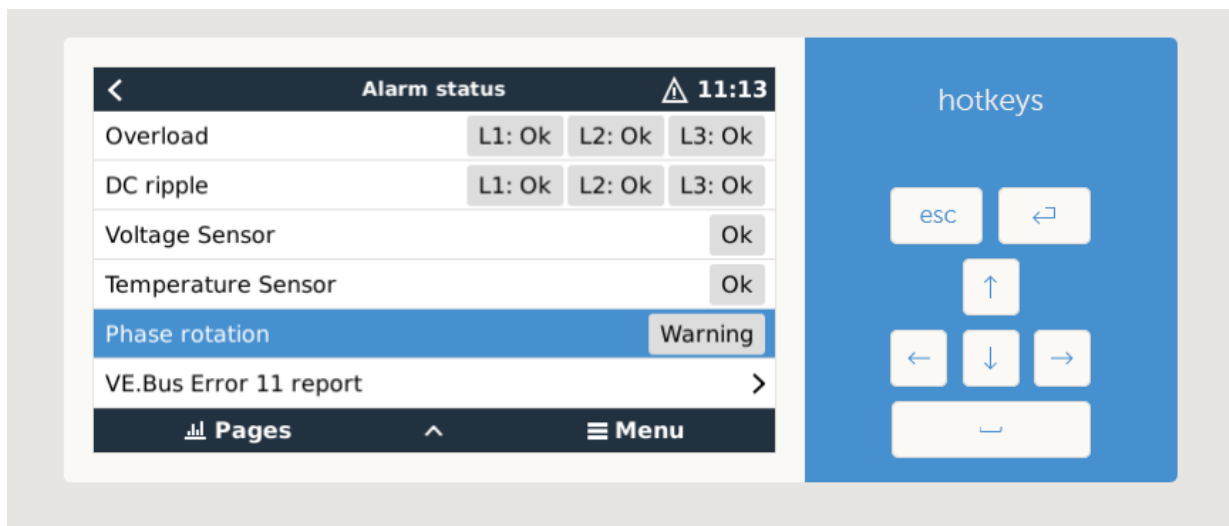 Alarm status 11:13
hotkeys
Overload L1: Ok L2: Ok L3: Ok
DC ripple L1: Ok L2: Ok L3: Ok
esc
Voltage Sensor Ok
Temperature Sensor Ok
Phase rotation Warning
VE.Bus Error 11 report
Pages Menu